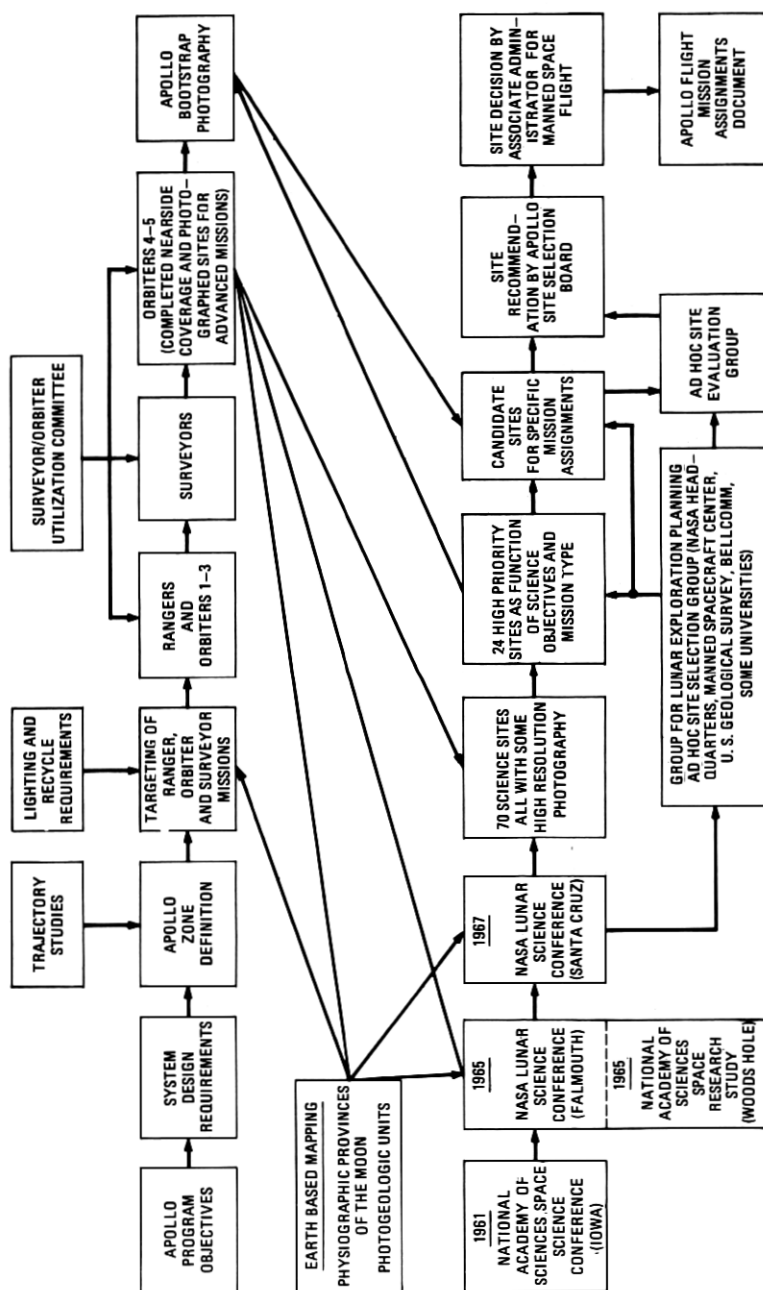 SURVEYOR/ORBITER
UTILIZATION COMMITTEE
TRAJECTORY
STUDIES
LIGHTING AND
RECYCLE
REQUIREMENTS
APOLLO
PROGRAM
OBJECTIVES
SYSTEM
DESIGN
REQUIREMENTS
APOLLO
ZONE
DEFINITION
TARGETING OF
RANGER,
ORBITER
AND SURVEYOR
MISSIONS
RANGERS
AND
ORBITERS 1–3
SURVEYORS
ORBITERS 4–5
(COMPLETED NEARSIDE
COVERAGE AND PHOTO–
GRAPHED SITES FOR
ADVANCED MISSIONS)
APOLLO
BOOTSTRAP
PHOTOGRAPHY
EARTH BASED MAPPING
PHYSIOGRAPHIC PROVINCES
OF THE MOON
PHOTOGEOLOGIC UNITS
1961
NATIONAL
ACADEMY OF
SCIENCES.SPACE
SCIENCE
CONFERENCE
(IOWA)
1965
NASA LUNAR
SCIENCE
CONFERENCE
(FALMOUTH)
1965
NATIONAL
ACADEMY OF
SCIENCES
SPACE
RESEARCH
STUDY
(WOODS HOLE)
1967
NASA LUNAR
SCIENCE
CONFERENCE
(SANTA CRUZ)
70 SCIENCE SITES
ALL WITH SOME
HIGH RESOLUTION
PHOTOGRAPHY
24 HIGH PRIORITY
SITES AS FUNCTION
OF SCIENCE
OBJECTIVES AND
MISSION TYPE
CANDIDATE
SITES
FOR SPECIFIC
MISSION
ASSIGNMENTS
SITE
RECOMMEND–
ATION BY APOLLO
SITE SELECTION
BOARD
SITE DECISION BY
ASSOCIATE ADMIN–
ISTRATOR FOR
MANNED SPACE
FLIGHT
GROUP FOR LUNAR EXPLORATION PLANNING
AD HOC SITE SELECTION GROUP (NASA HEAD–
QUARTERS, MANNED SPACECRAFT CENTER,
U.S. GEOLOGICAL SURVEY, BELLCOMM,
SOME UNIVERSITIES)
AD HOC SITE
EVALUATION
GROUP
APOLLO FLIGHT
MISSION
ASSIGNMENTS
DOCUMENT